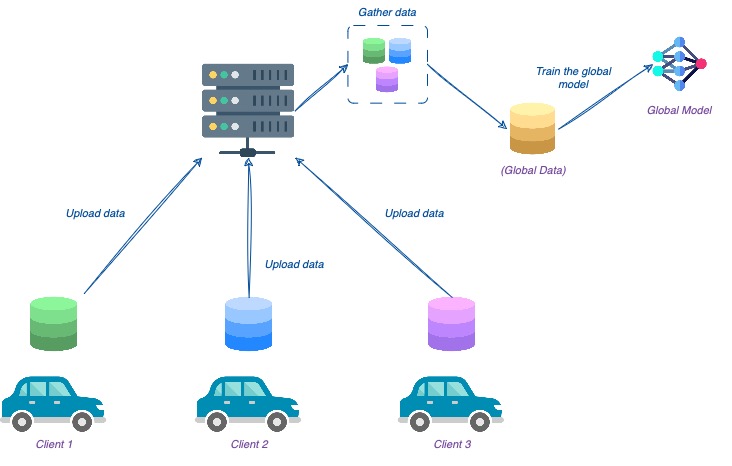 Gather data
Train the global
model
Global Model
(Global Data)
Upload data
Upload data
Upload data
Client 1
Client 2
Client 3